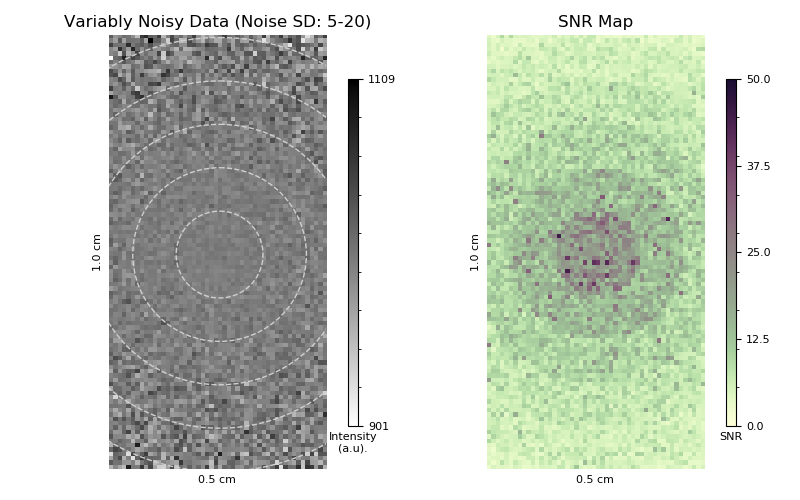 Variably Noisy Data (Noise SD: 5-20)
1.0 cm
0.5 cm
1109
901
Intensity
(a.u).
SNR Map
1.0 cm
0.5 cm
50.0
37.5
25.0
12.5
0.0
SNR